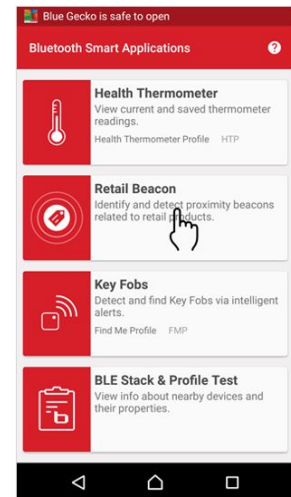 Blue Gecko is safe to open
Bluetooth Smart Applications ?
Health Thermometer
View current and saved thermometer
readings.
Health Thermometer Profile HTP
Retail Beacon
Identify and detect proximity beacons
related to retail products.
Key Fobs
Detect and find Key Fobs via intelligent
alerts.
Find Me Profile FMP
BLE Stack & Profile Test
View info about nearby devices and
their properties.